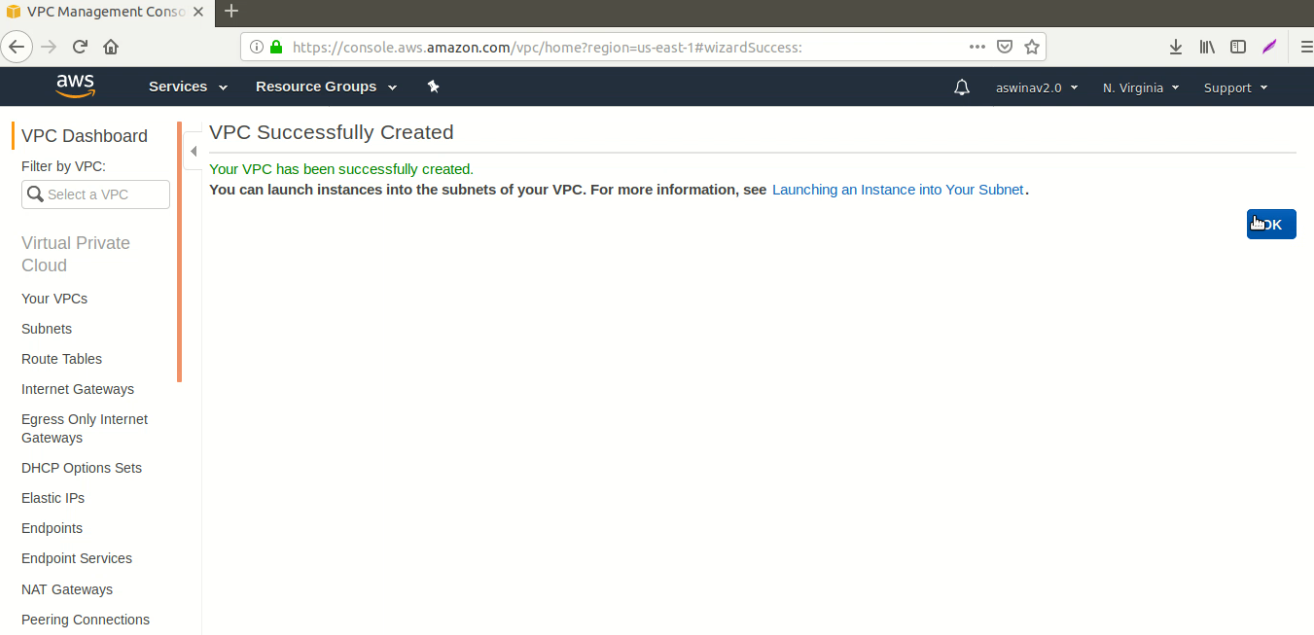 VPC Management Conso
https://console.aws.amazon.com/vpc/home?region=us-east-1#wizardSuccess:
aws Services Resource Groups aswinav2.0 N. Virginia Support
VPC Dashboard
Filter by VPC:
Select a VPC
Virtual Private
Cloud
Your VPCs
Subnets
Route Tables
Internet Gateways
Egress Only Internet
Gateways
DHCP Options Sets
Elastic IPs
Endpoints
Endpoint Services
NAT Gateways
Peering Connections
VPC Successfully Created
Your VPC has been successfully created.
You can launch instances into the subnets of your VPC. For more information, see Launching an Instance into Your Subnet.
OK